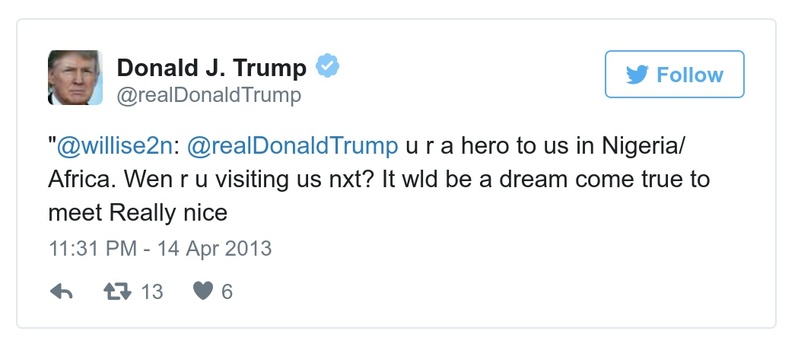 Donald J. Trump
@realDonaldTrump
Follow
"@willise2n: @realDonaldTrump u r a hero to us in Nigeria/
Africa. Wen r u visiting us nxt? It wld be a dream come true to
meet Really nice
11:31 PM - 14 Apr 2013
13 6